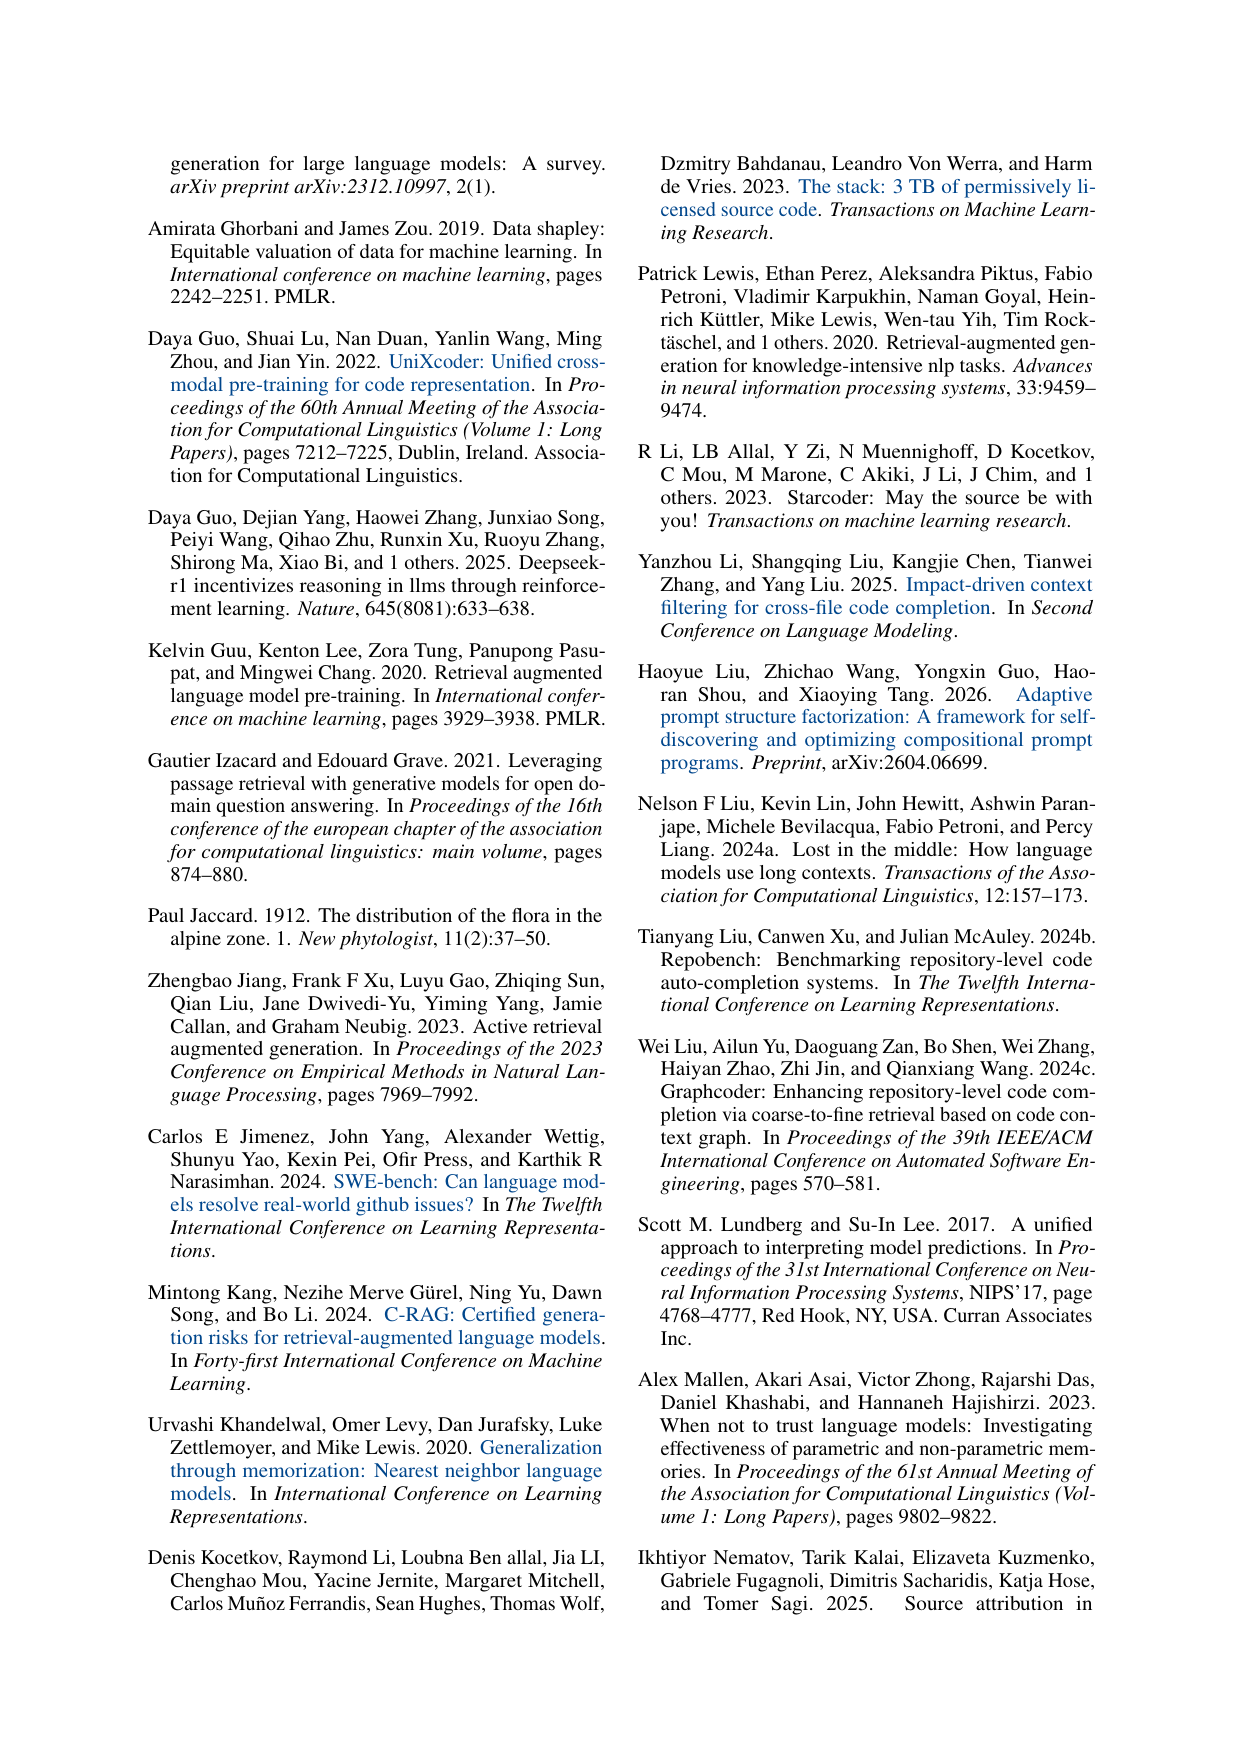 generation for large language models: A survey.
arXiv preprint arXiv:2312.10997, 2(1).
Amirata Ghorbani and James Zou. 2019. Data shapley:
Equitable valuation of data for machine learning. In
International conference on machine learning, pages
2242–2251. PMLR.
Daya Guo, Shuai Lu, Nan Duan, Yanlin Wang, Ming
Zhou, and Jian Yin. 2022. UniXcoder: Unified cross-
modal pre-training for code representation. In Pro-
ceedings of the 60th Annual Meeting of the Associa-
tion for Computational Linguistics (Volume 1: Long
Papers), pages 7212–7225, Dublin, Ireland. Associa-
tion for Computational Linguistics.
Daya Guo, Dejian Yang, Haowei Zhang, Junxiao Song,
Peiyi Wang, Qihao Zhu, Runxin Xu, Ruoyu Zhang,
Shirong Ma, Xiao Bi, and 1 others. 2025. Deepseek-
r1 incentivizes reasoning in llms through reinforce-
ment learning. Nature, 645(8081):633–638.
Kelvin Guu, Kenton Lee, Zora Tung, Panupong Pasu-
pat, and Mingwei Chang. 2020. Retrieval augmented
language model pre-training. In International confer-
ence on machine learning, pages 3929–3938. PMLR.
Gautier Izacard and Edouard Grave. 2021. Leveraging
passage retrieval with generative models for open do-
main question answering. In Proceedings of the 16th
conference of the european chapter of the association
for computational linguistics: main volume, pages
874–880.
Paul Jaccard. 1912. The distribution of the flora in the
alpine zone. 1. New phytologist, 11(2):37–50.
Zhengbao Jiang, Frank F Xu, Luyu Gao, Zhiqing Sun,
Qian Liu, Jane Dwivedi-Yu, Yiming Yang, Jamie
Callan, and Graham Neubig. 2023. Active retrieval
augmented generation. In Proceedings of the 2023
Conference on Empirical Methods in Natural Lan-
guage Processing, pages 7969–7992.
Carlos E Jimenez, John Yang, Alexander Wettig,
Shunyu Yao, Kexin Pei, Ofir Press, and Karthik R
Narasimhan. 2024. SWE-bench: Can language mod-
els resolve real-world github issues? In The Twelfth
International Conference on Learning Representa-
tions.
Mintong Kang, Nezihe Merve Gürel, Ning Yu, Dawn
Song, and Bo Li. 2024. C-RAG: Certified genera-
tion risks for retrieval-augmented language models.
In Forty-first International Conference on Machine
Learning.
Urvashi Khandelwal, Omer Levy, Dan Jurafsky, Luke
Zettlemoyer, and Mike Lewis. 2020. Generalization
through memorization: Nearest neighbor language
models. In International Conference on Learning
Representations.
Denis Kocetkov, Raymond Li, Loubna Ben allal, Jia LI,
Chenghao Mou, Yacine Jernite, Margaret Mitchell,
Carlos Muñoz Ferrandis, Sean Hughes, Thomas Wolf,
Dzmitry Bahdanau, Leandro Von Werra, and Harm
de Vries. 2023. The stack: 3 TB of permissively li-
censed source code. Transactions on Machine Learn-
ing Research.
Patrick Lewis, Ethan Perez, Aleksandra Piktus, Fabio
Petroni, Vladimir Karpukhin, Naman Goyal, Hein-
rich Küttler, Mike Lewis, Wen-tau Yih, Tim Rock-
täschel, and 1 others. 2020. Retrieval-augmented gen-
eration for knowledge-intensive nlp tasks. Advances
in neural information processing systems, 33:9459–
9474.
R Li, LB Allal, Y Zi, N Muennighoff, D Kocetkov,
C Mou, M Marone, C Akiki, J Li, J Chim, and 1
others. 2023. Starcoder: May the source be with
you! Transactions on machine learning research.
Yanzhou Li, Shangqing Liu, Kangjie Chen, Tianwei
Zhang, and Yang Liu. 2025. Impact-driven context
filtering for cross-file code completion. In Second
Conference on Language Modeling.
Haoyue Liu, Zhichao Wang, Yongxin Guo, Hao-
ran Shou, and Xiaoying Tang. 2026. Adaptive
prompt structure factorization: A framework for self-
discovering and optimizing compositional prompt
programs. Preprint, arXiv:2604.06699.
Nelson F Liu, Kevin Lin, John Hewitt, Ashwin Paran-
jape, Michele Bevilacqua, Fabio Petroni, and Percy
Liang. 2024a. Lost in the middle: How language
models use long contexts. Transactions of the Asso-
ciation for Computational Linguistics, 12:157–173.
Tianyang Liu, Canwen Xu, and Julian McAuley. 2024b.
Repobench: Benchmarking repository-level code
auto-completion systems. In The Twelfth Interna-
tional Conference on Learning Representations.
Wei Liu, Ailun Yu, Daoguang Zan, Bo Shen, Wei Zhang,
Haiyan Zhao, Zhi Jin, and Qianxiang Wang. 2024c.
Graphcoder: Enhancing repository-level code com-
pletion via coarse-to-fine retrieval based on code con-
text graph. In Proceedings of the 39th IEEE/ACM
International Conference on Automated Software En-
gineering, pages 570–581.
Scott M. Lundberg and Su-In Lee. 2017. A unified
approach to interpreting model predictions. In Pro-
ceedings of the 31st International Conference on Neu-
ral Information Processing Systems, NIPS'17, page
4768–4777, Red Hook, NY, USA. Curran Associates
Inc.
Alex Mallen, Akari Asai, Victor Zhong, Rajarshi Das,
Daniel Khashabi, and Hannaneh Hajishirzi. 2023.
When not to trust language models: Investigating
effectiveness of parametric and non-parametric mem-
ories. In Proceedings of the 61st Annual Meeting of
the Association for Computational Linguistics (Vol-
ume 1: Long Papers), pages 9802–9822.
Ikhtiyor Nematov, Tarik Kalai, Elizaveta Kuzmenko,
Gabriele Fugagnoli, Dimitris Sacharidis, Katja Hose,
and Tomer Sagi. 2025. Source attribution in